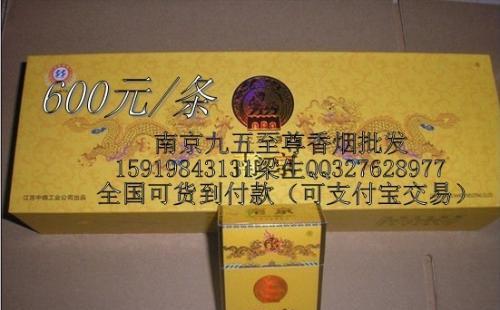 600元/条
南京九五至尊香烟批发
15919843131梁生QQ327628977
全国可货到付款（可支付宝交易）
江苏中烟工业公司出品
南京